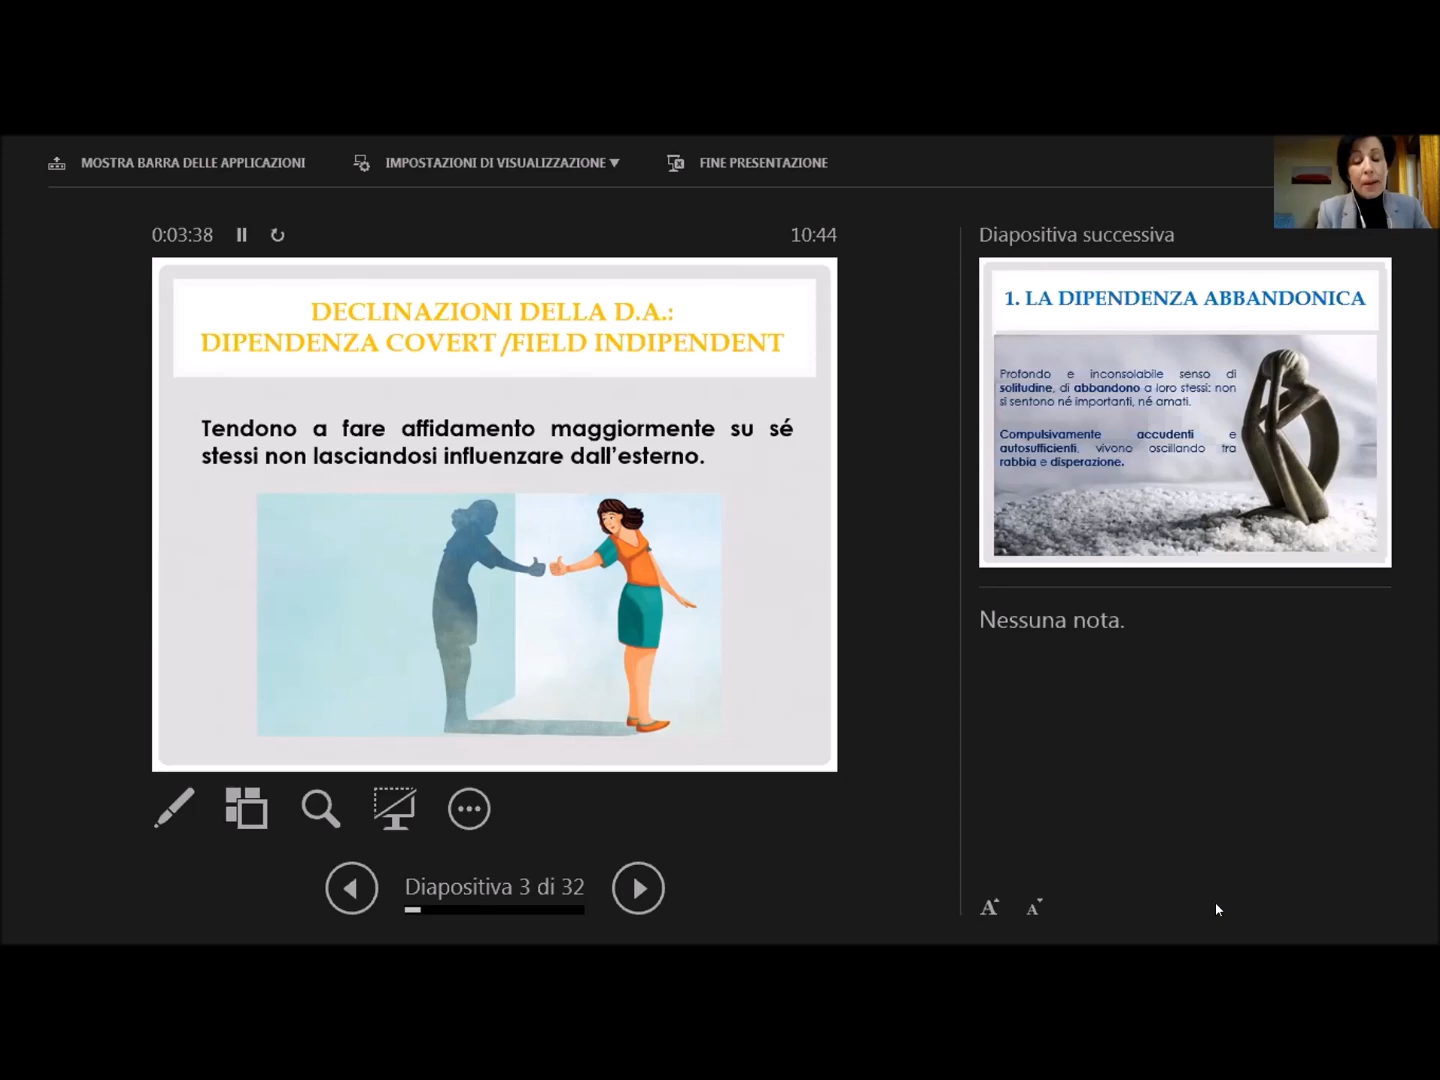 MOSTRA BARRA DELLE APPLICAZIONI
IMPOSTAZIONI DI VISUALIZZAZIONE ▼
FINE PRESENTAZIONE
0:03:38
10:44
DECLINAZIONI DELLA D.A.:
DIPENDENZA COVERT /FIELD INDIPENDENT
Tendono a fare affidamento maggiormente su sé
stessi non lasciandosi influenzare dall'esterno.
Diapositiva 3 di 32
Diapositiva successiva
1. LA DIPENDENZA ABBANDONICA
Profondo e inconsolabile senso di
solitudine, di abbandono a loro stessi: non
si sentono né importanti, né amati.
Compulsivamente accudenti e
autosufficienti, vivono oscillando tra
rabbia e disperazione.
Nessuna nota.
A A